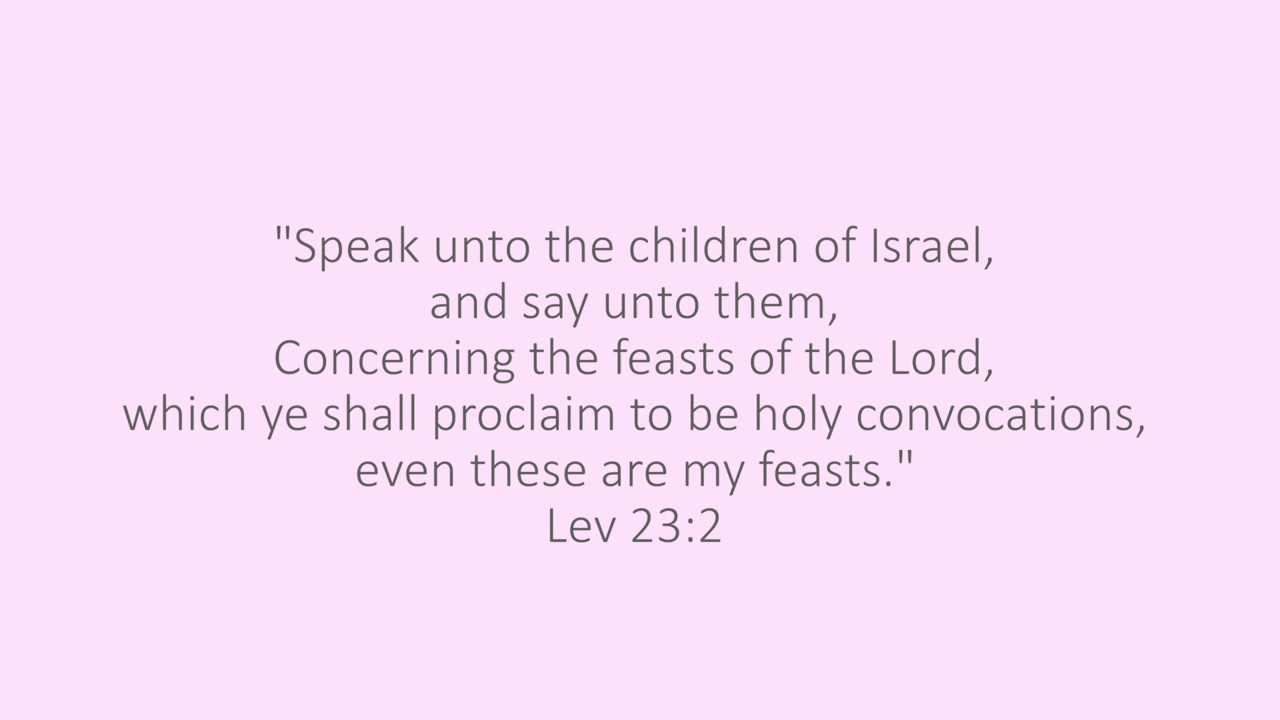 "Speak unto the children of Israel,
and say unto them,
Concerning the feasts of the Lord,
which ye shall proclaim to be holy convocations,
even these are my feasts."
Lev 23:2